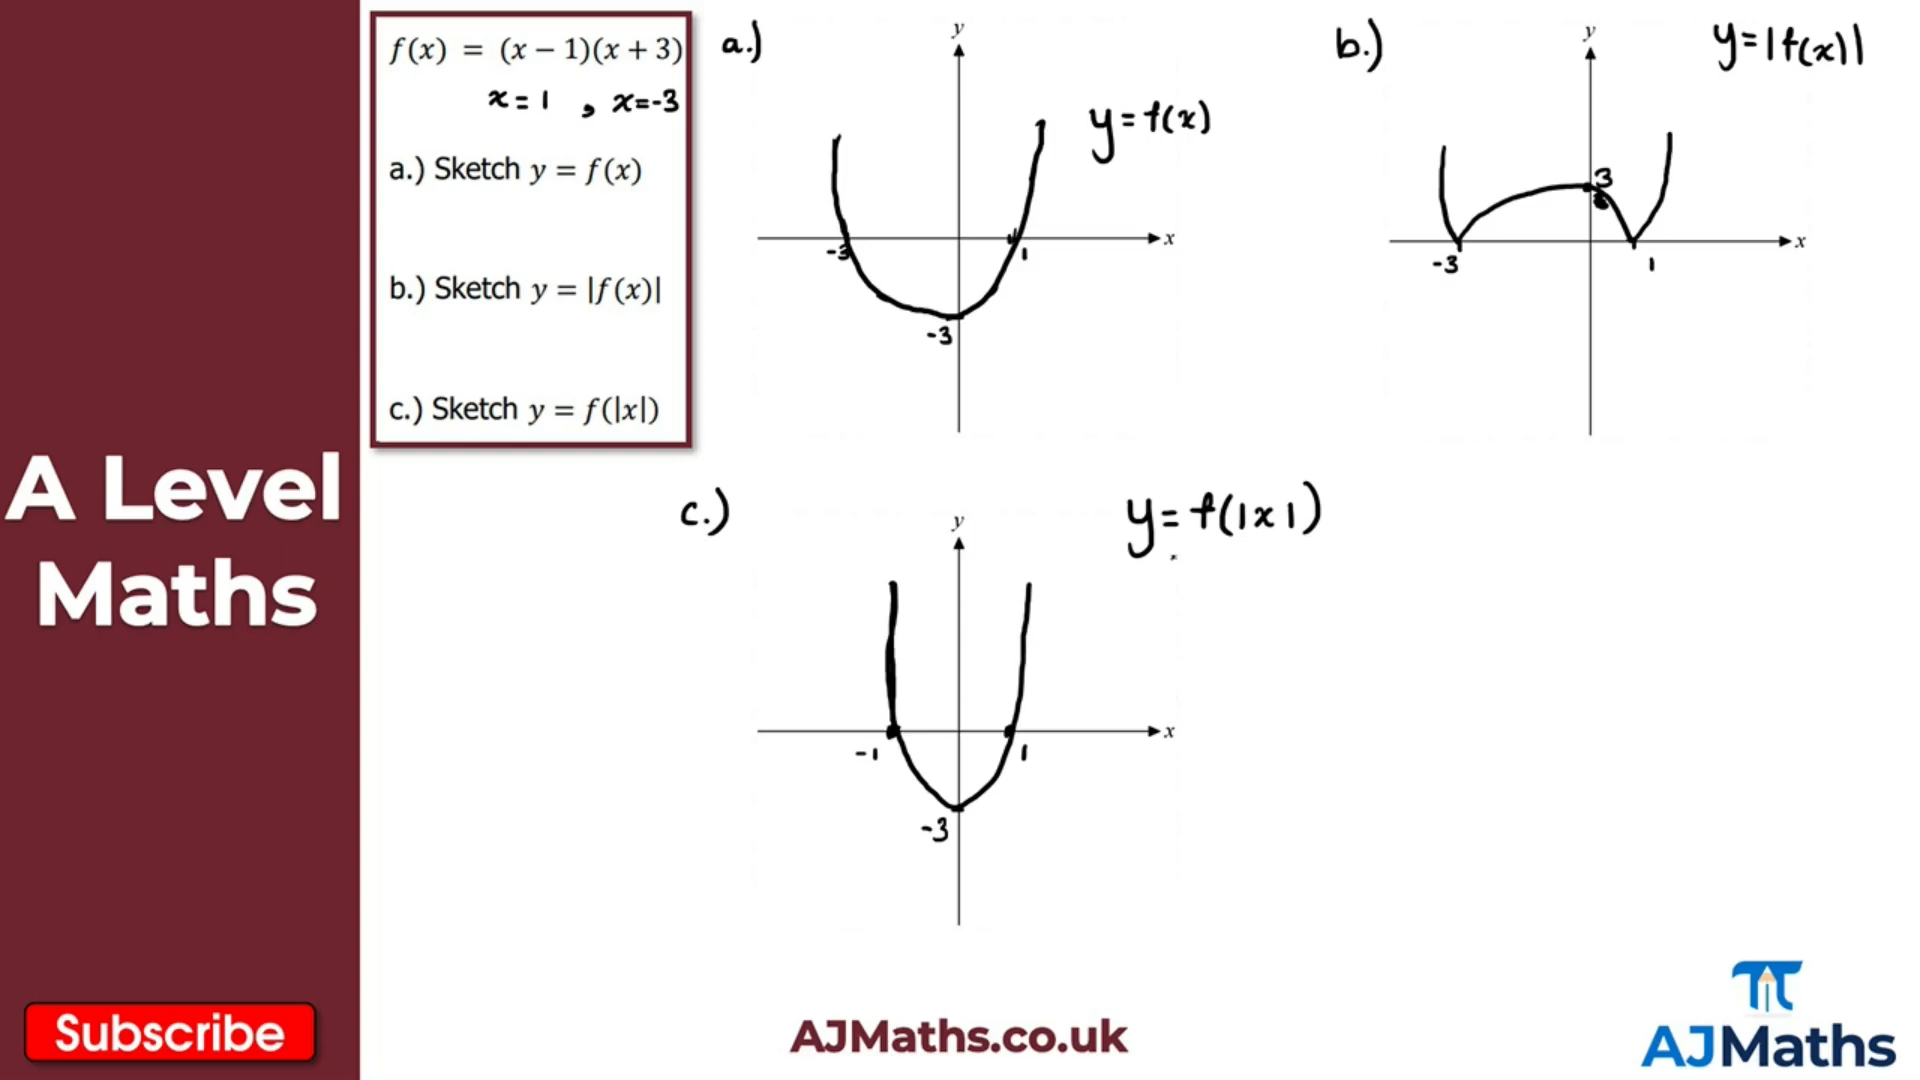 A Level
Maths
Subscribe
f(x) = (x − 1)(x + 3)
x = 1 , x = -3
a.) Sketch y = f(x)
b.) Sketch y = |f(x)|
c.) Sketch y = f(|x|)
a.)
y
y = f(x)
x
-3
1
-3
b.)
y
y = |f(x)|
3
x
-3
1
c.)
y
y = f(|x|)
x
-1
1
-3
AJMaths.co.uk
AJMaths